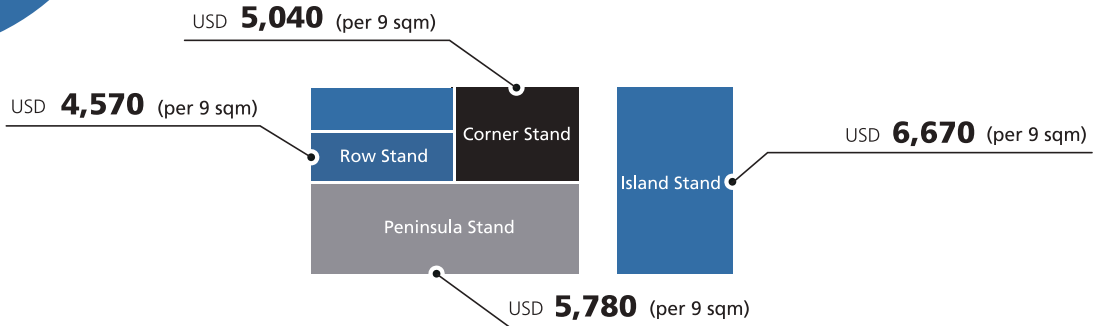 USD 5,040 (per 9 sqm)
USD 4,570 (per 9 sqm)
Corner Stand
USD 6,670 (per 9 sqm)
Row Stand
Island Stand
Peninsula Stand
USD 5,780 (per 9 sqm)